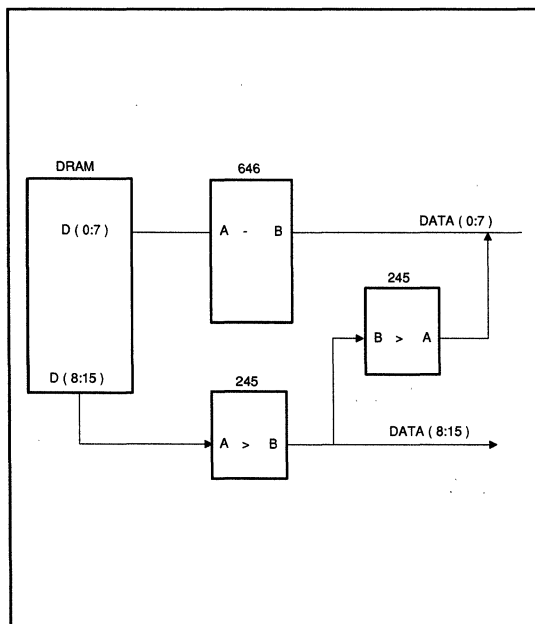 DRAM
646
D ( 0:7 )
A - B
DATA ( 0:7 )
245
B > A
D ( 8:15 )
245
A > B
DATA ( 8:15 )